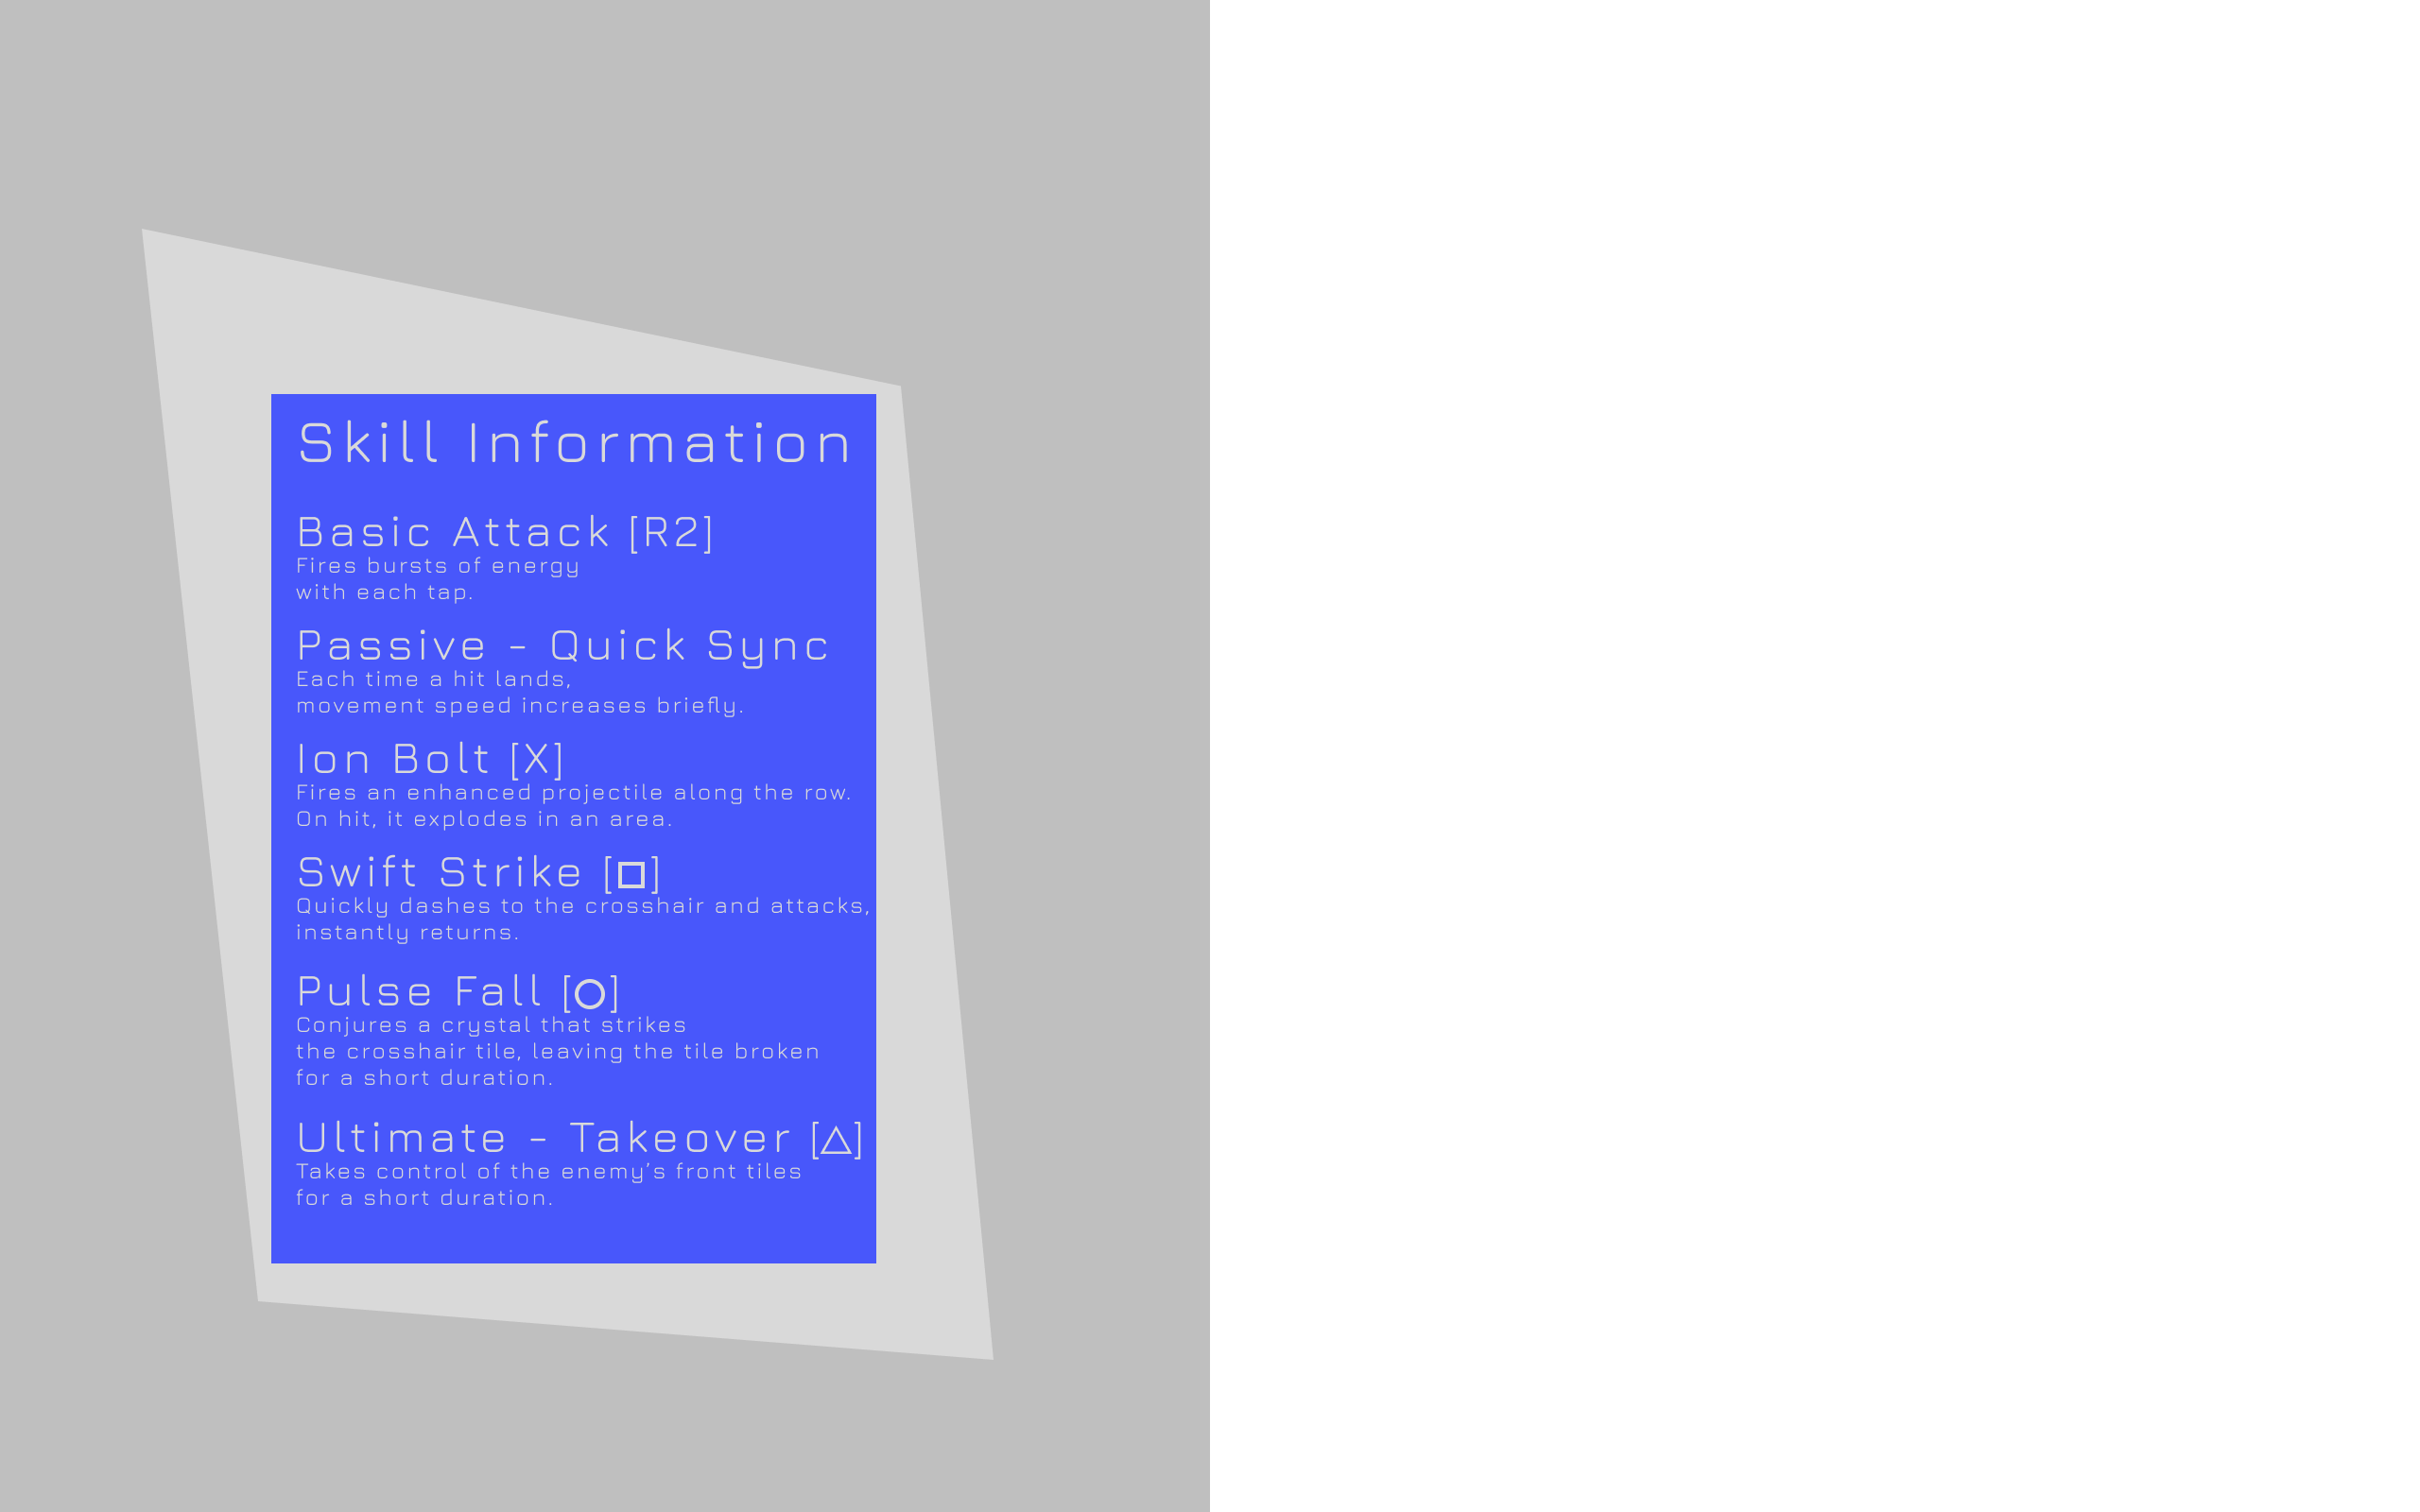 Skill Information
Basic Attack [R2]
Fires bursts of energy
with each tap.
Passive - Quick Sync
Each time a hit lands,
movement speed increases briefly.
Ion Bolt [X]
Fires an enhanced projectile along the row.
On hit, it explodes in an area.
Swift Strike [□]
Quickly dashes to the crosshair and attacks,
instantly returns.
Pulse Fall [○]
Conjures a crystal that strikes
the crosshair tile, leaving the tile broken
for a short duration.
Ultimate - Takeover [△]
Takes control of the enemy's front tiles
for a short duration.